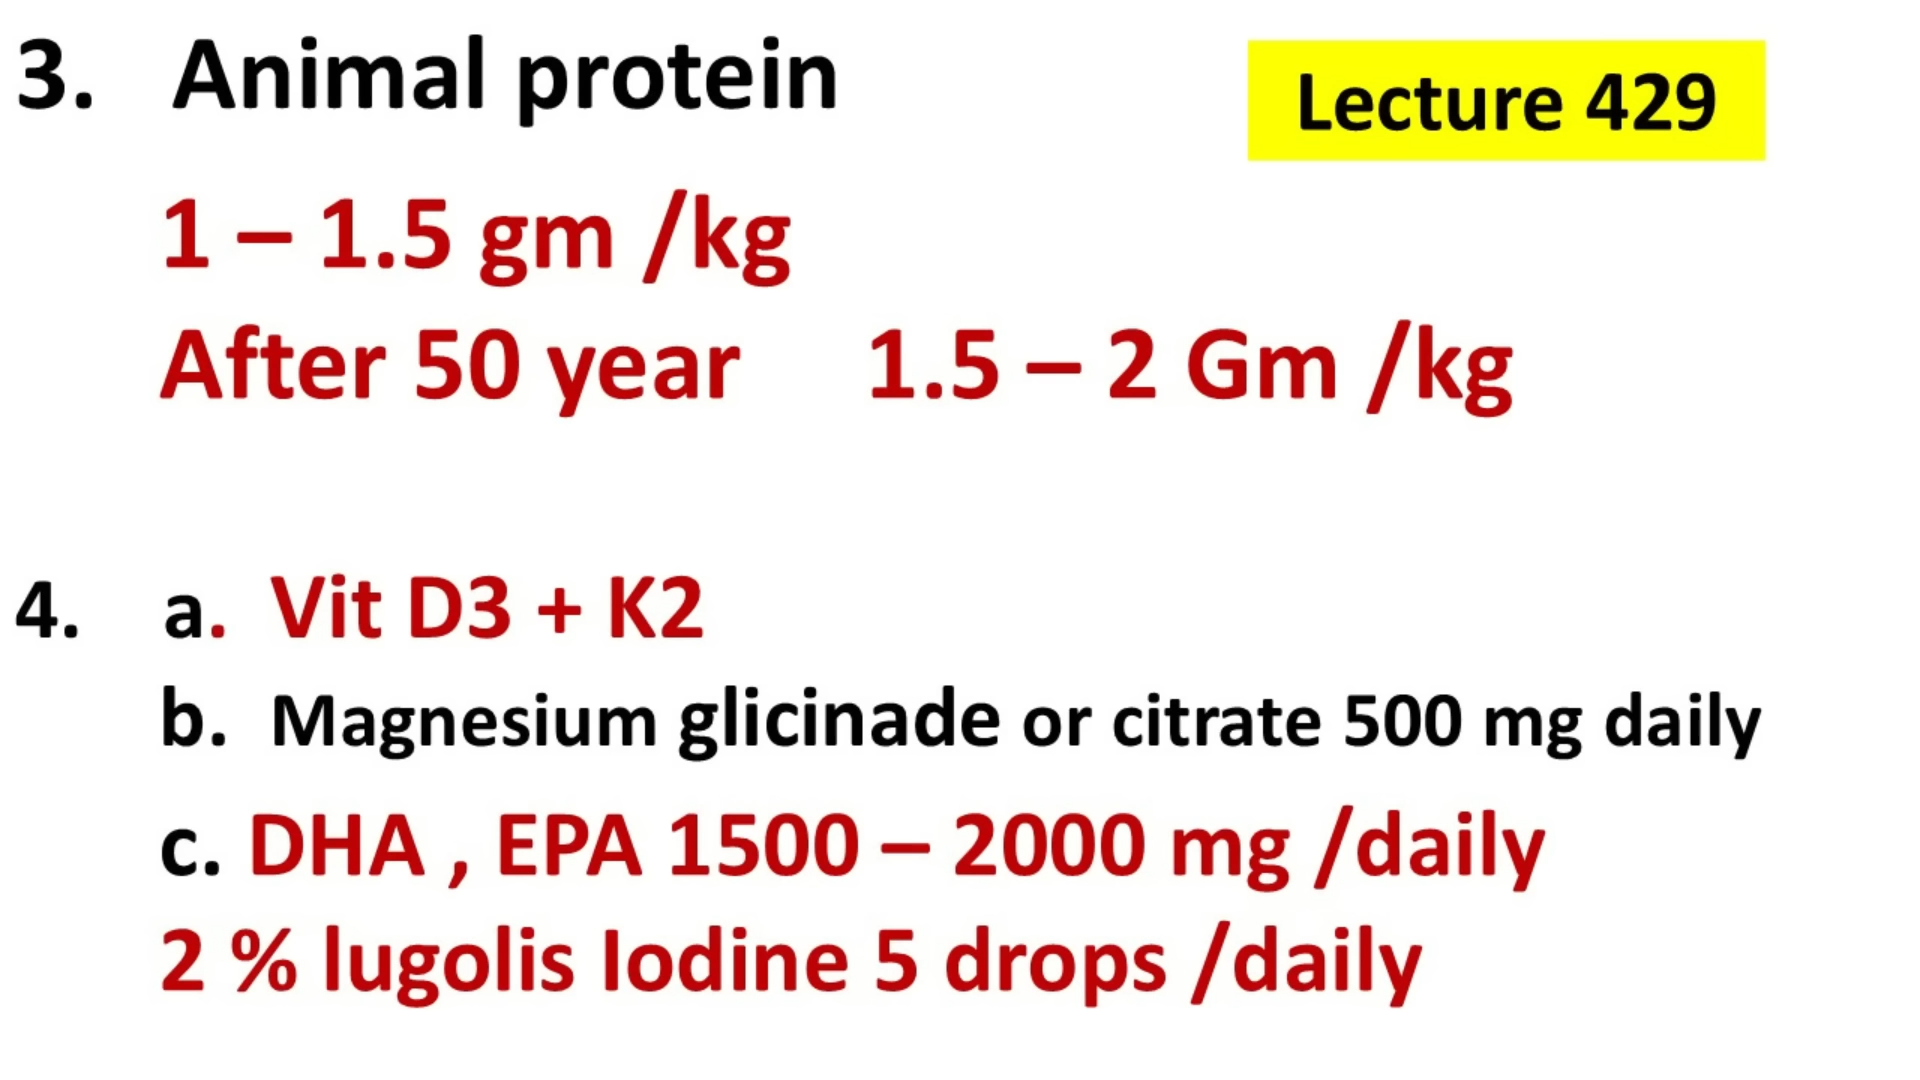 3. Animal protein
Lecture 429
1 – 1.5 gm /kg
After 50 year 1.5 – 2 Gm /kg
4. a. Vit D3 + K2
b. Magnesium glicinade or citrate 500 mg daily
c. DHA , EPA 1500 – 2000 mg /daily
2 % lugolis Iodine 5 drops /daily